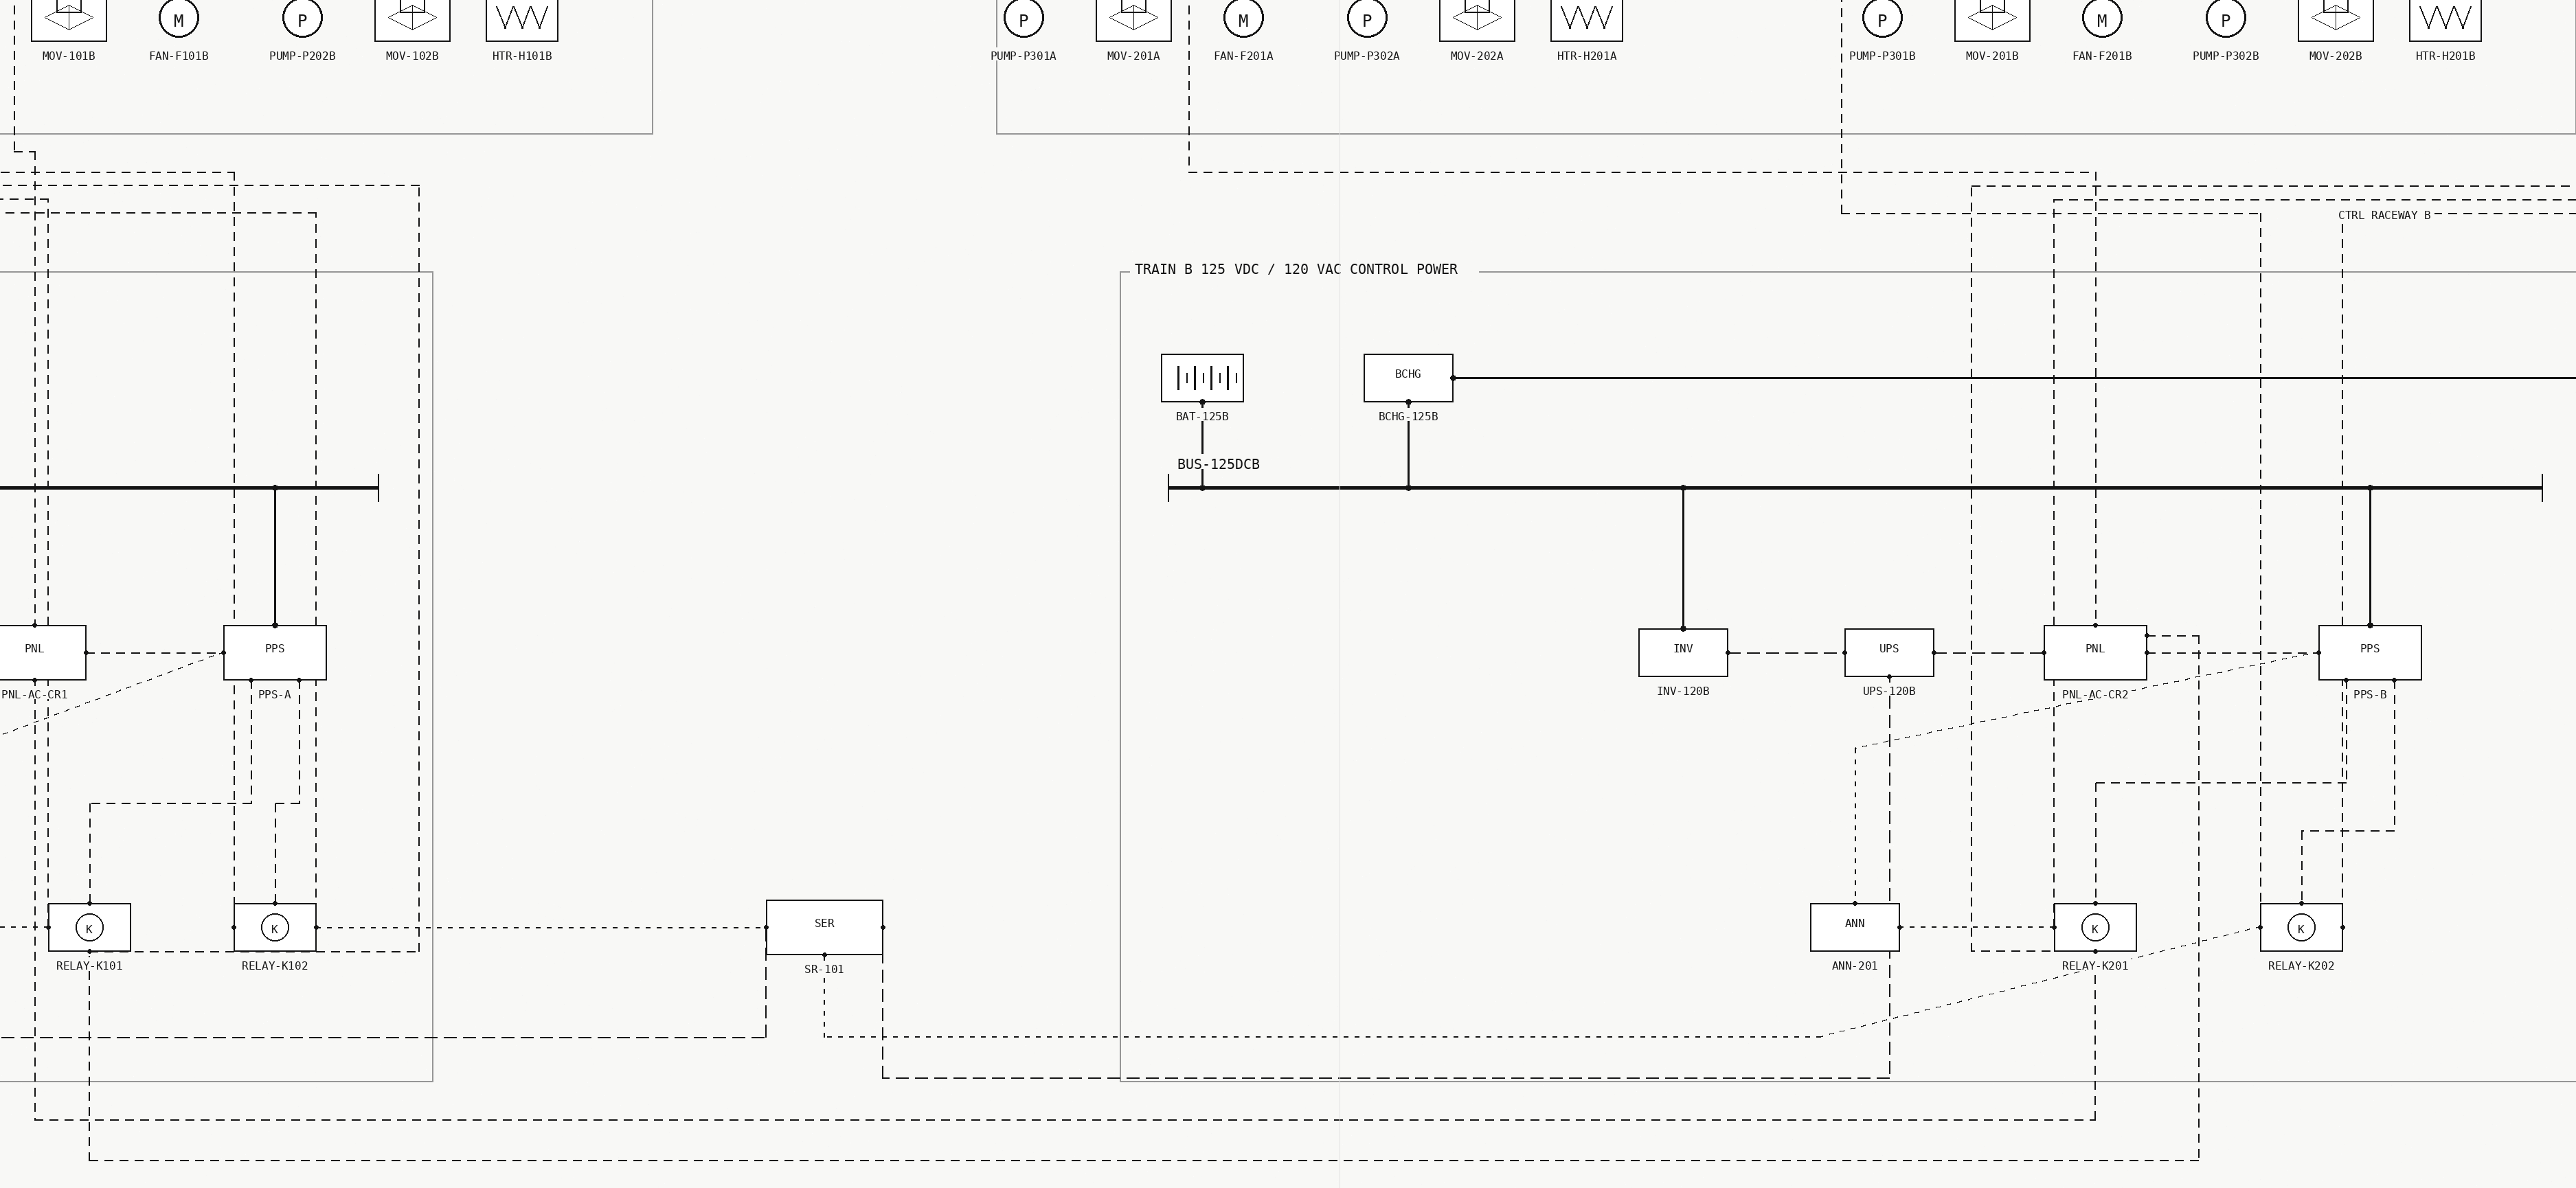 M P P M P P M P
MOV-101B FAN-F101B PUMP-P202B MOV-102B HTR-H101B PUMP-P301A MOV-201A FAN-F201A PUMP-P302A MOV-202A HTR-H201A PUMP-P301B MOV-201B FAN-F201B PUMP-P302B MOV-202B HTR-H201B
CTRL RACEWAY B
TRAIN B 125 VDC / 120 VAC CONTROL POWER
BCHG
BAT-125B BCHG-125B
BUS-125DCB
PNL PPS INV UPS PNL PPS
PNL-AC-CR1 PPS-A INV-120B UPS-120B PNL-AC-CR2 PPS-B
K K SER ANN K K
RELAY-K101 RELAY-K102 SR-101 ANN-201 RELAY-K201 RELAY-K202